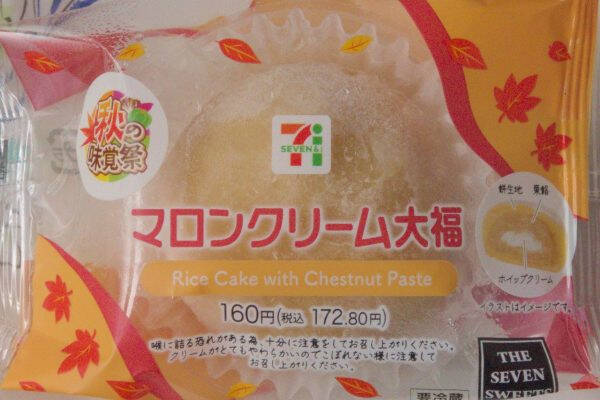 秋の
味覚祭
SEVEN & i
マロンクリーム大福
Rice Cake with Chestnut Paste
160円(税込 172.80円)
喉に詰る恐れがある為、十分に注意をしてお召し上がりください。
クリームがとてもやわらかいのでこぼれない様に注意して
お召し上がりください。
餅生地 栗餡
ホイップクリーム
イラストはイメージです。
要冷蔵
THE
SEVEN
SWEETS